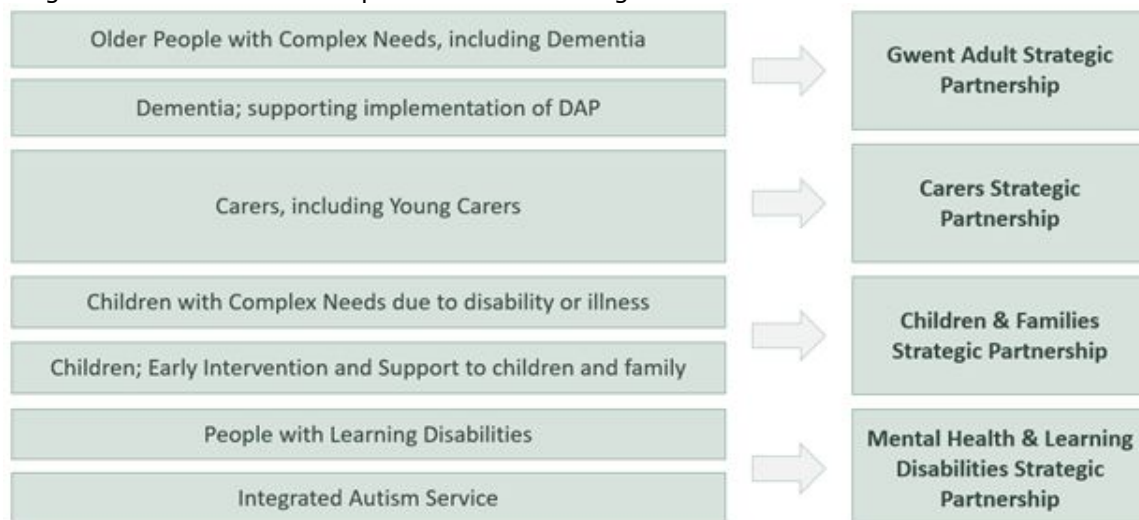 Older People with Complex Needs, including Dementia
Dementia; supporting implementation of DAP
Gwent Adult Strategic
Partnership
Carers, including Young Carers
Carers Strategic
Partnership
Children with Complex Needs due to disability or illness
Children; Early Intervention and Support to children and family
Children & Families
Strategic Partnership
People with Learning Disabilities
Integrated Autism Service
Mental Health & Learning
Disabilities Strategic
Partnership